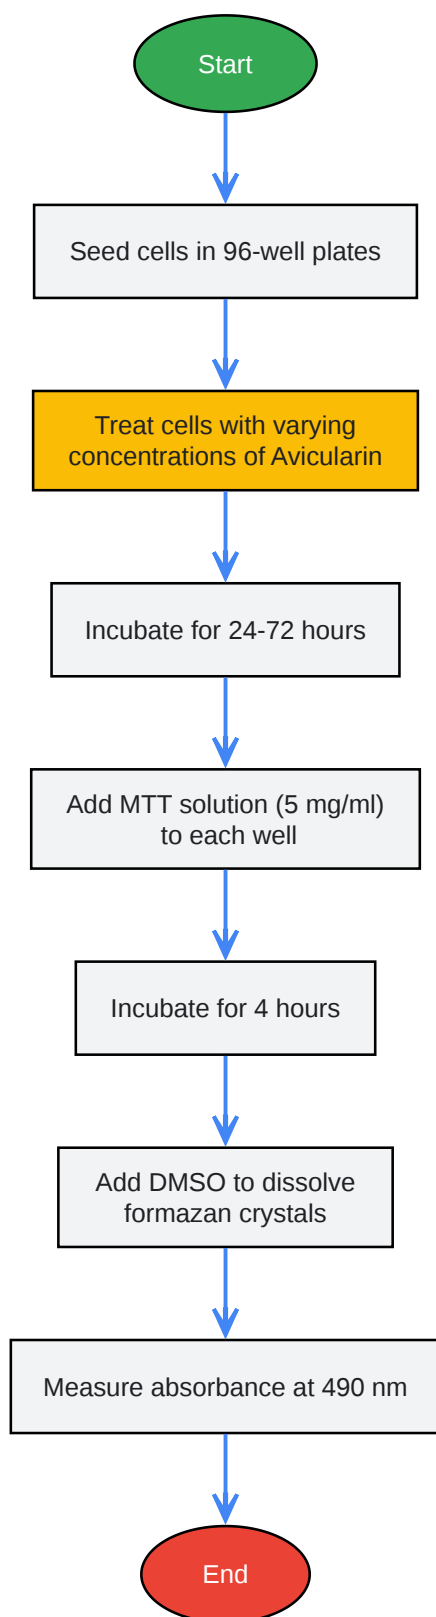 Start
Seed cells in 96-well plates
Treat cells with varying
concentrations of Avicularin
Incubate for 24-72 hours
Add MTT solution (5 mg/ml)
to each well
Incubate for 4 hours
Add DMSO to dissolve
formazan crystals
Measure absorbance at 490 nm
End